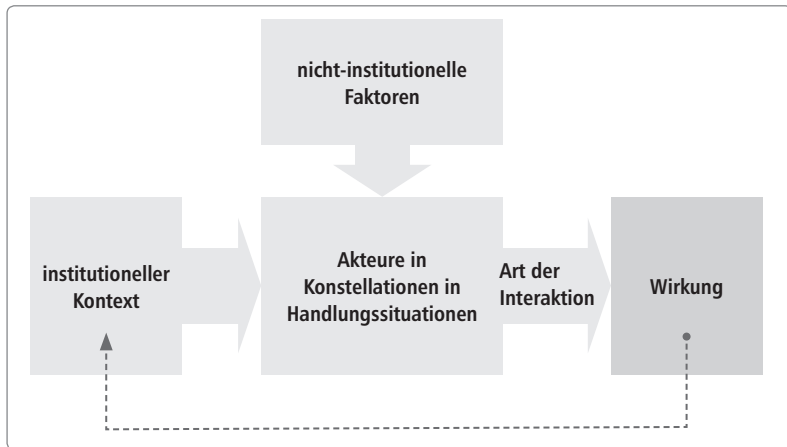 nicht-institutionelle
Faktoren
institutioneller
Kontext
Akteure in
Konstellationen in
Handlungssituationen
Art der
Interaktion
Wirkung